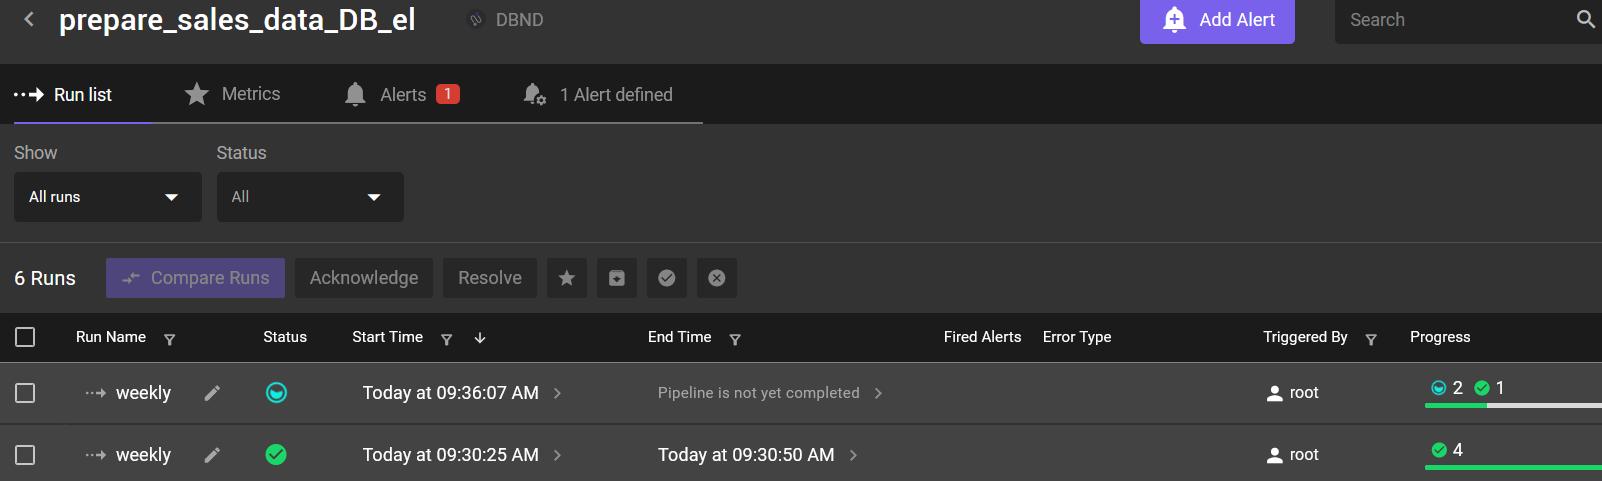 prepare_sales_data_DB_el DBND Add Alert Search
Run list Metrics Alerts 1 1 Alert defined
Show Status
All runs All
6 Runs Compare Runs Acknowledge Resolve
Run Name Status Start Time End Time Fired Alerts Error Type Triggered By Progress
weekly Today at 09:36:07 AM Pipeline is not yet completed root 2 1
weekly Today at 09:30:25 AM Today at 09:30:50 AM root 4